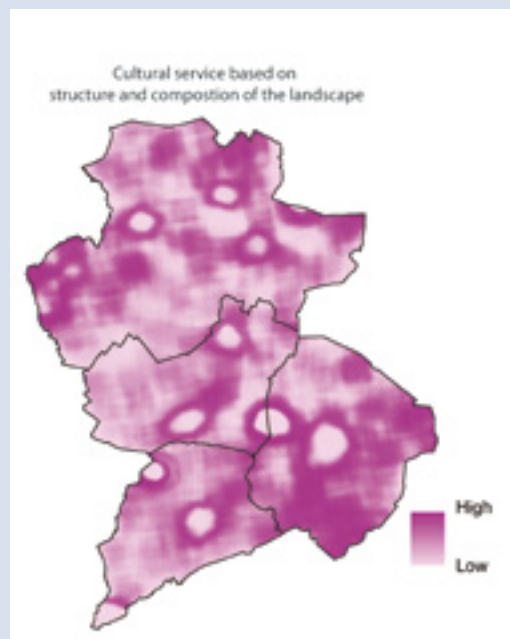 Cultural service based on
structure and compostion of the landscape
High
Low